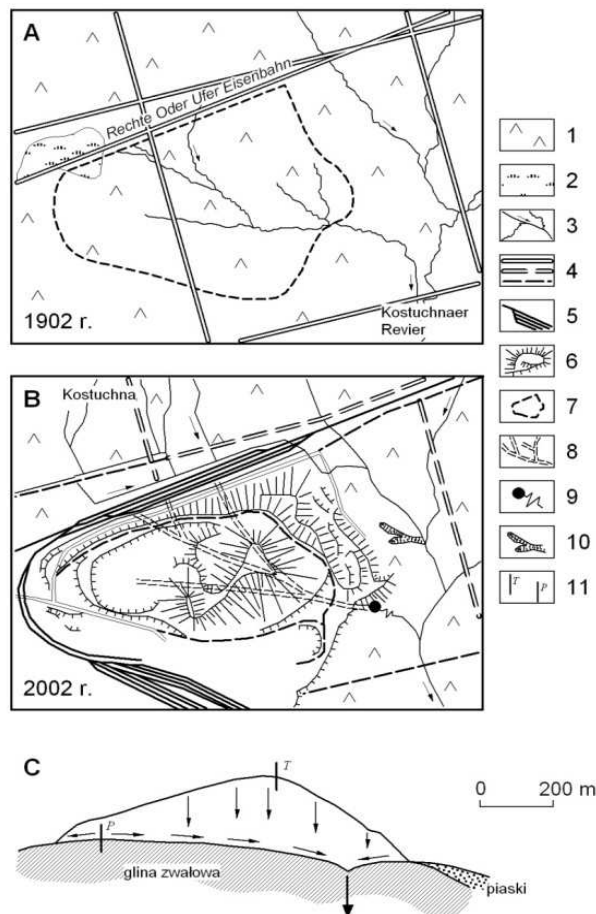 A
Rechte Oder Ufer Eisenbahn
1902 r.
Kostuchnaer
Revier
1
2
3
4
5
6
7
8
9
10
T P 11
B
Kostuchna
2002 r.
C
T
P
0 200 m
glina zwałowa
piaski